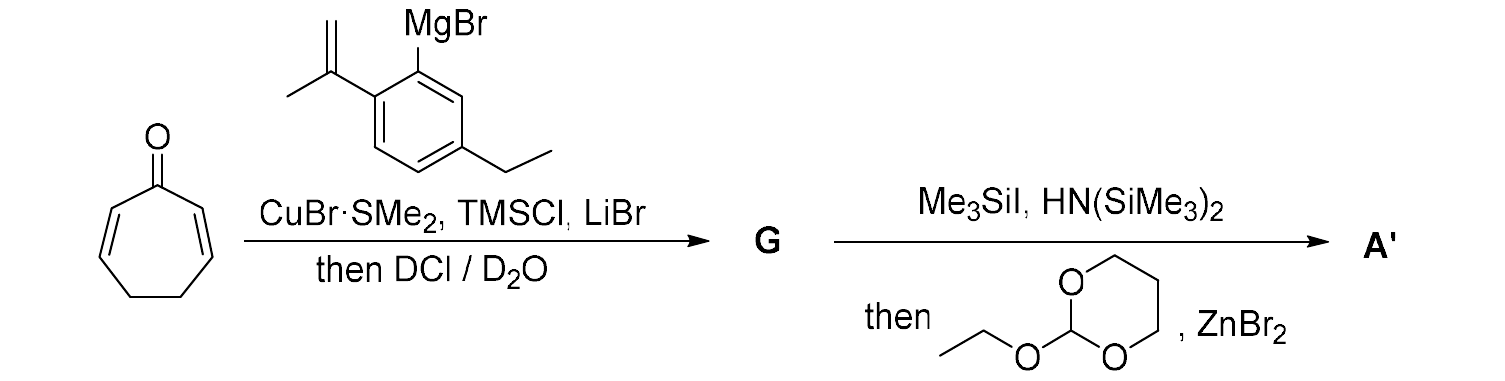 MgBr
O
CuBr·SMe₂, TMSCl, LiBr
then DCl / D₂O
G
Me₃SiI, HN(SiMe₃)₂
then
O
O
O
, ZnBr₂
A'